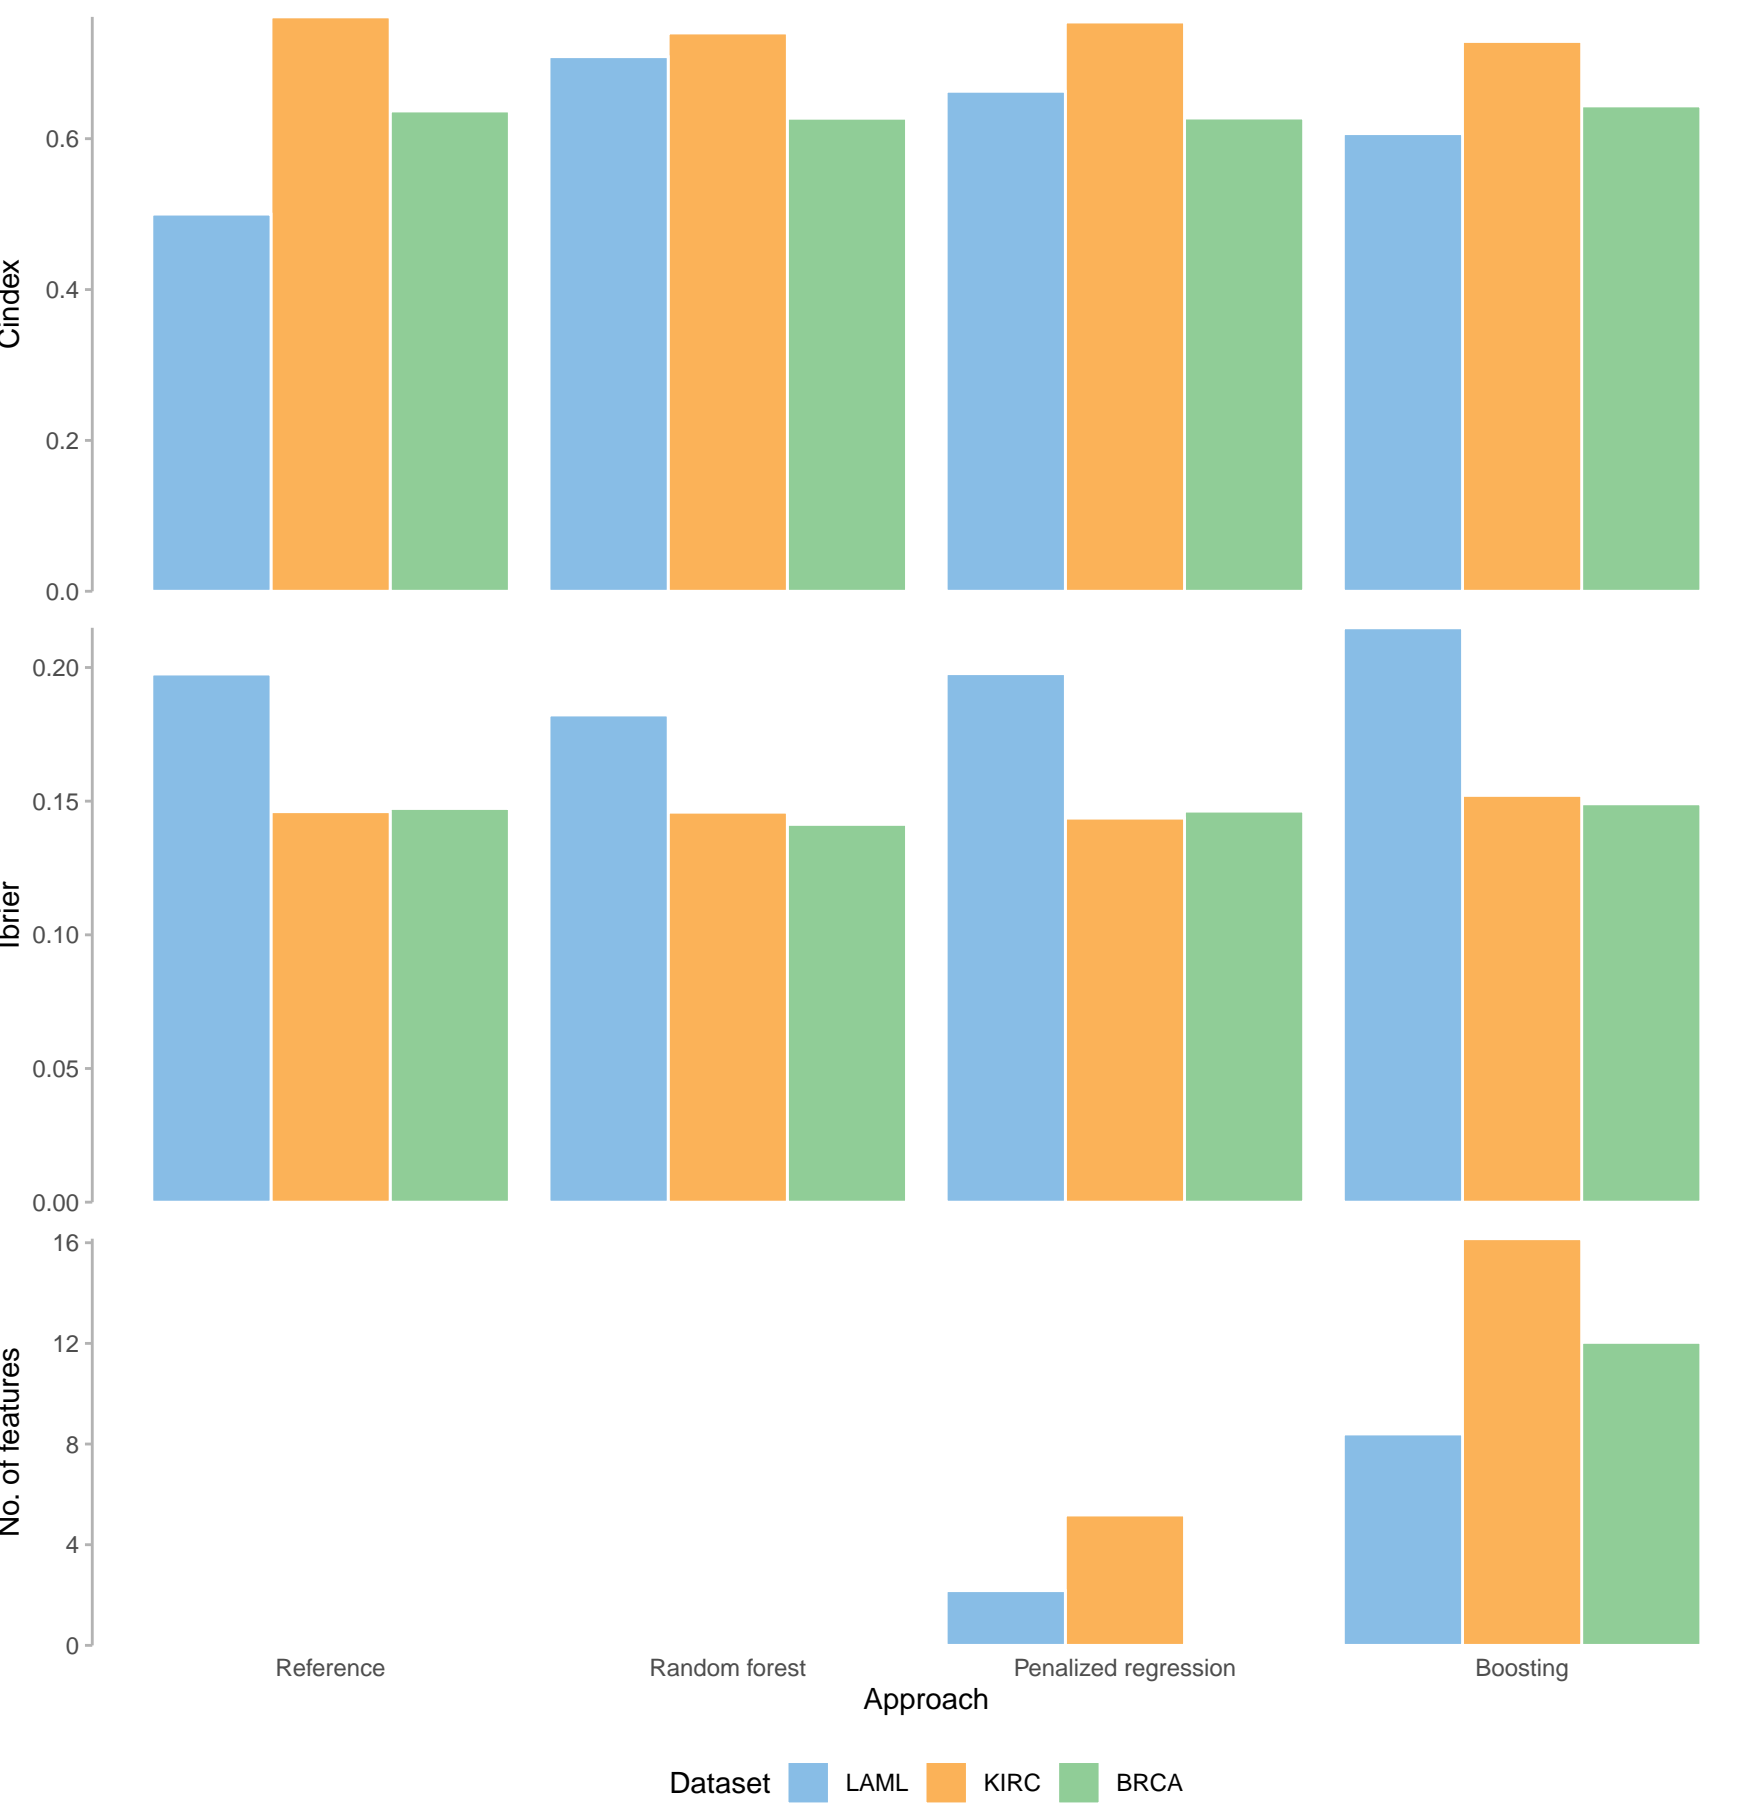 Cindex
0.6
0.4
0.2
0.0
Ibrier
0.20
0.15
0.10
0.05
0.00
No. of features
16
12
8
4
0
Reference Random forest Penalized regression Boosting
Approach
Dataset LAML KIRC BRCA